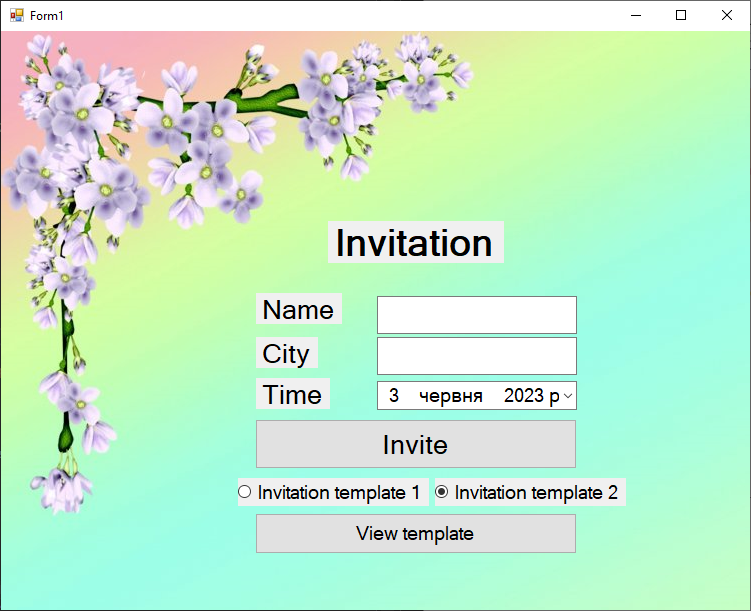 Form1
Invitation
Name
City
Time 3 червня 2023 р
Invite
Invitation template 1 Invitation template 2
View template